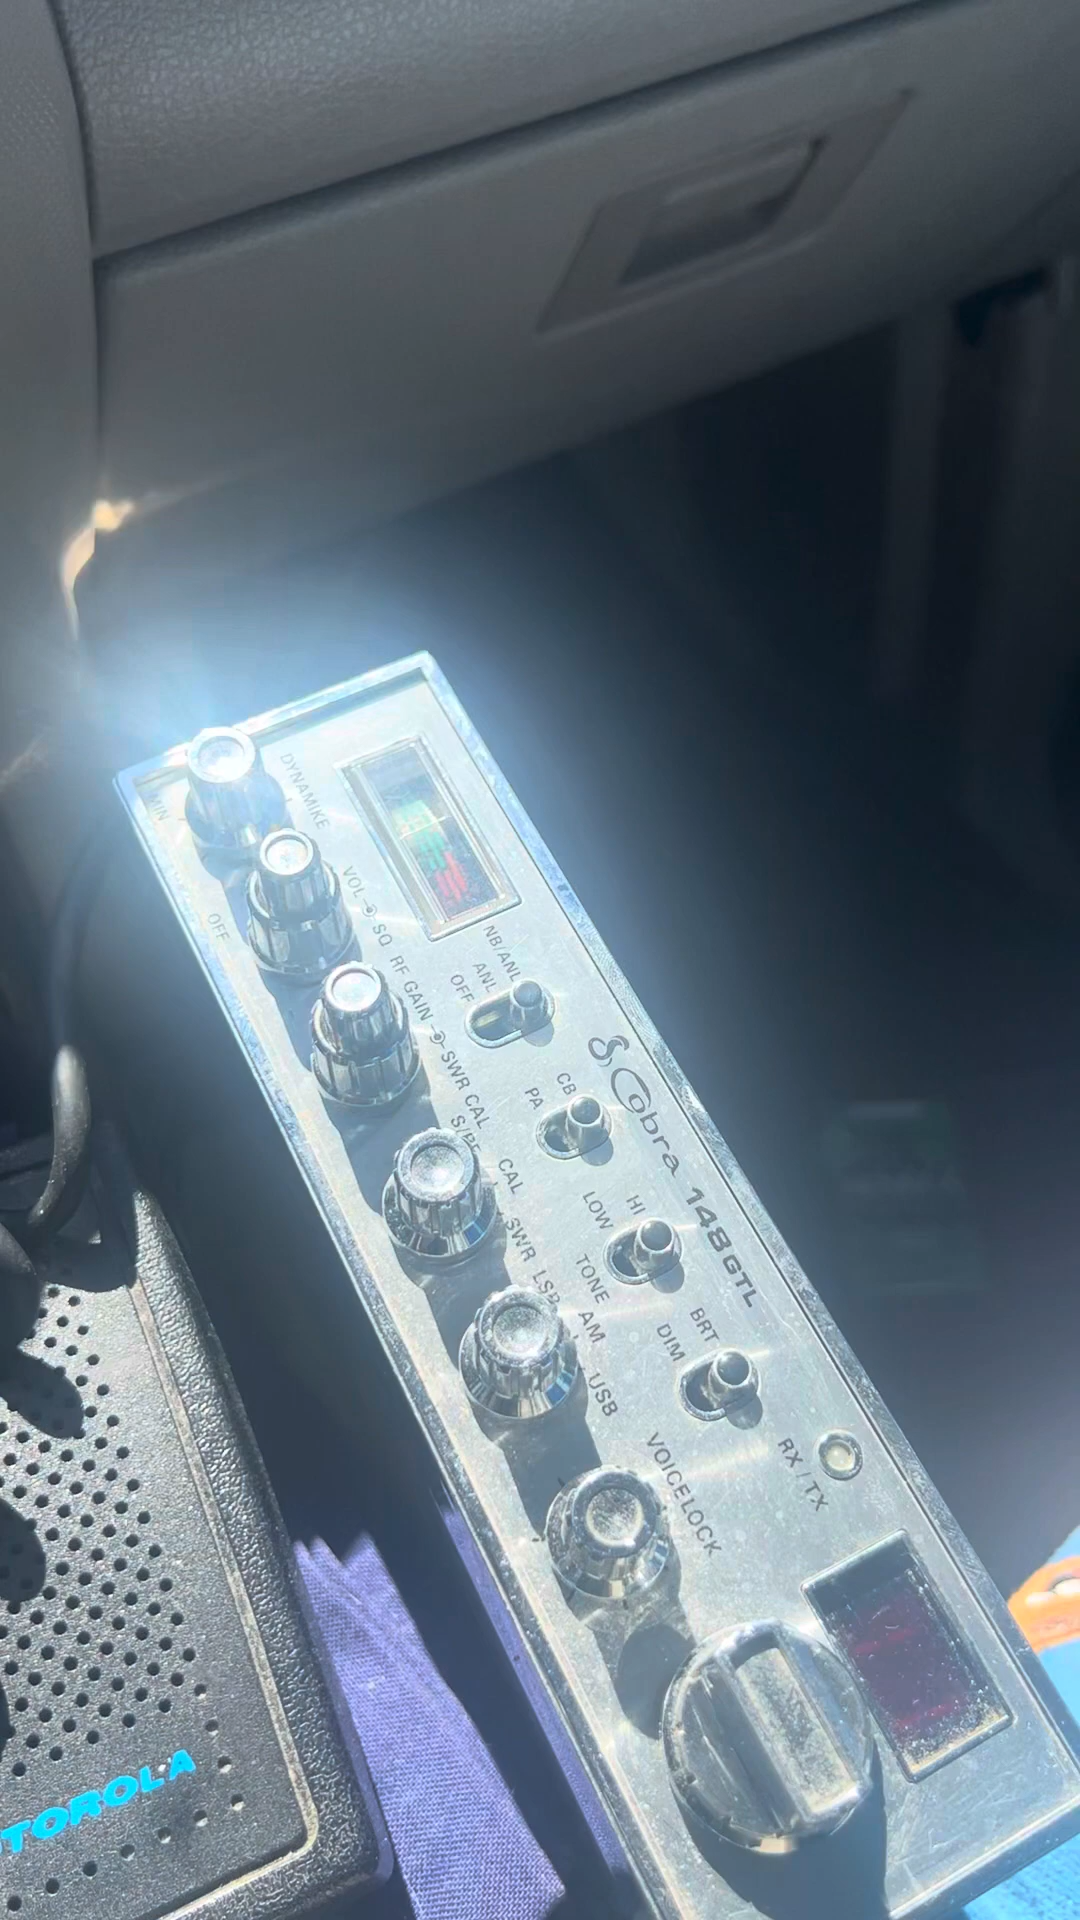 MIN
DYNAMIKE
OFF
VOL
SQ
RF GAIN
SWR CAL
NB/ANL
ANL
OFF
CB
PA
Cobra 148GTL
CAL
SWR
HI
LOW
TONE
LSB
AM
USB
BRT
DIM
VOICELOCK
RX/TX
TOROLA